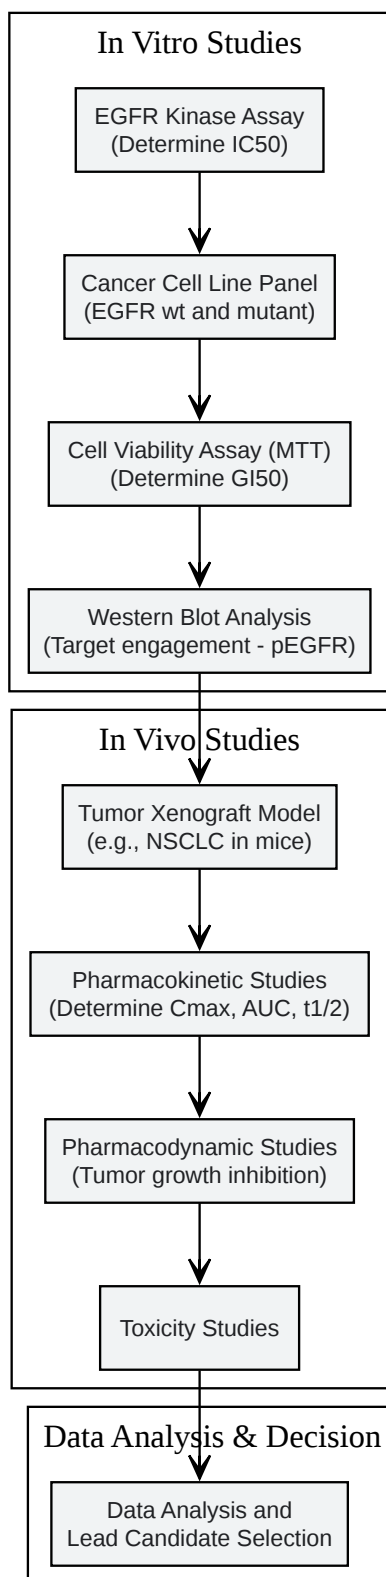 In Vitro Studies
EGFR Kinase Assay
(Determine IC50)
Cancer Cell Line Panel
(EGFR wt and mutant)
Cell Viability Assay (MTT)
(Determine GI50)
Western Blot Analysis
(Target engagement - pEGFR)
In Vivo Studies
Tumor Xenograft Model
(e.g., NSCLC in mice)
Pharmacokinetic Studies
(Determine Cmax, AUC, t1/2)
Pharmacodynamic Studies
(Tumor growth inhibition)
Toxicity Studies
Data Analysis & Decision
Data Analysis and
Lead Candidate Selection